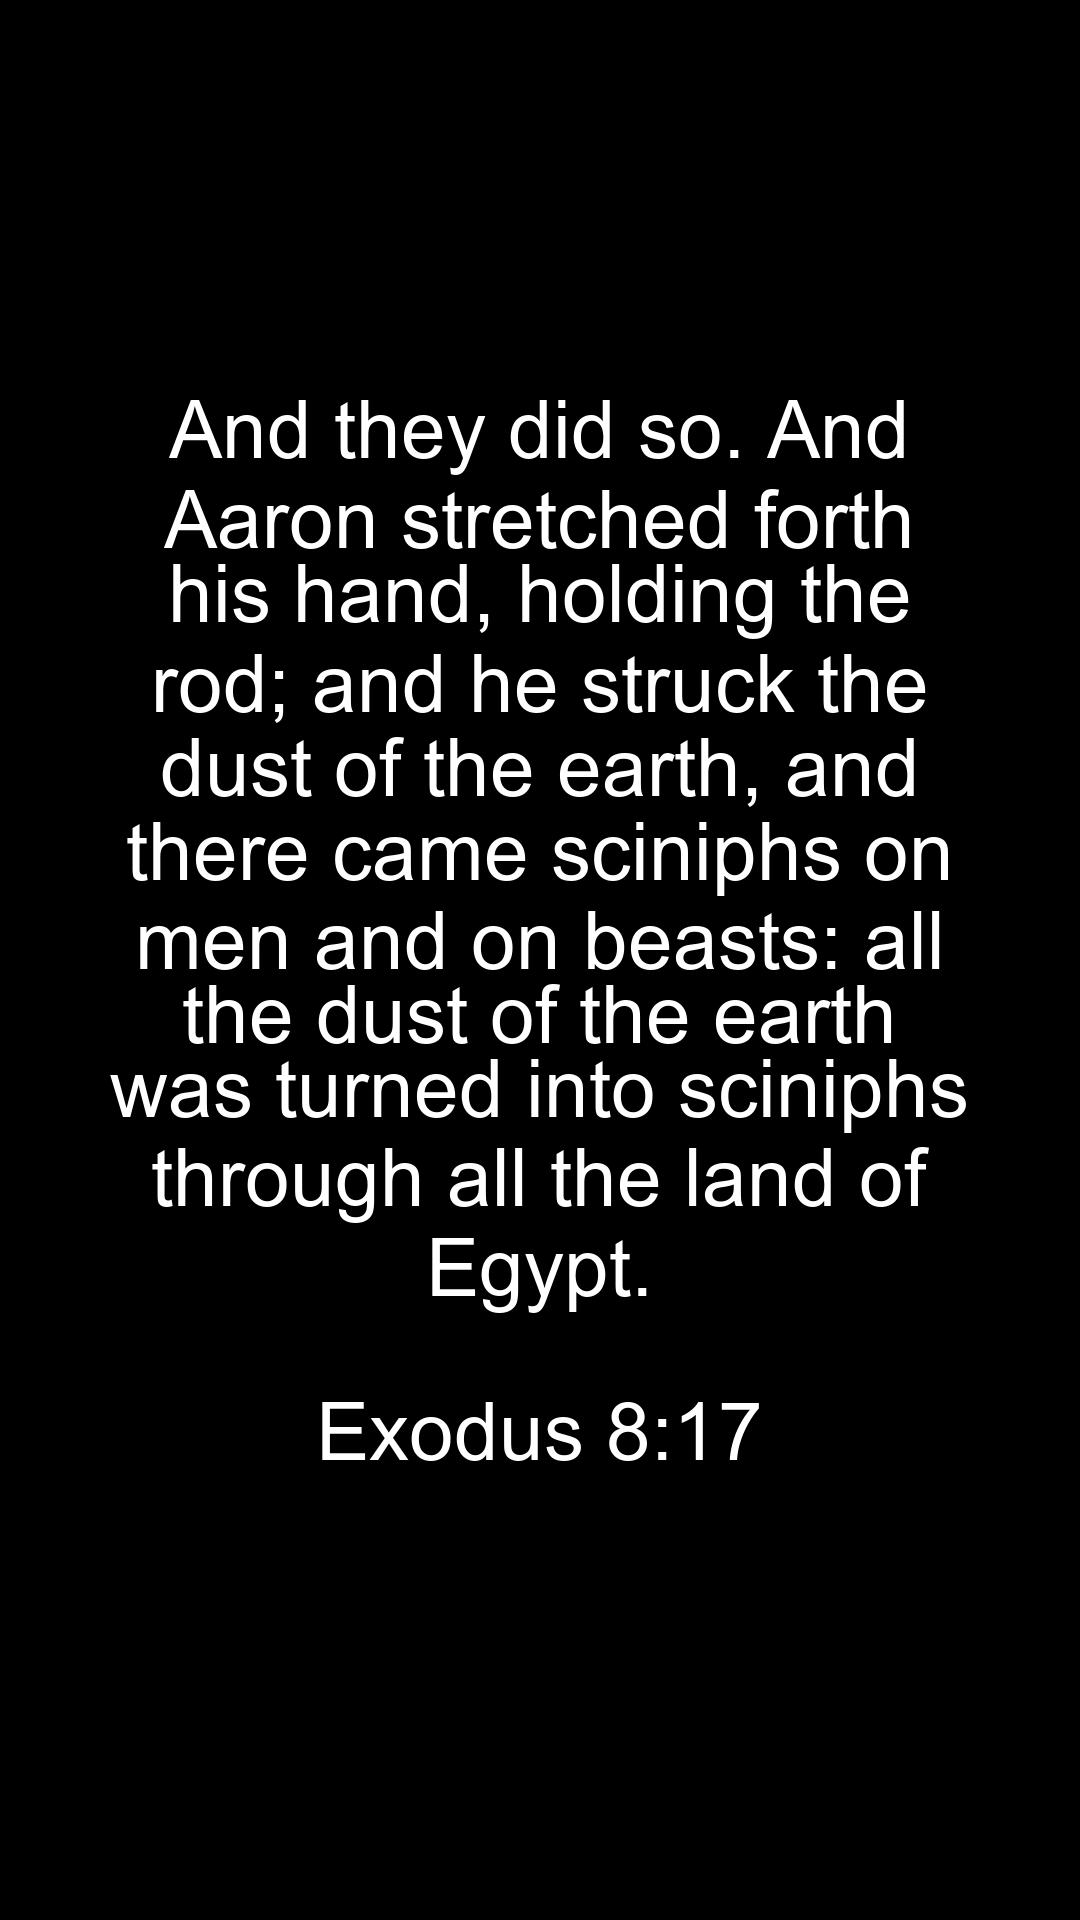 And they did so. And
Aaron stretched forth
his hand, holding the
rod; and he struck the
dust of the earth, and
there came sciniphs on
men and on beasts: all
the dust of the earth
was turned into sciniphs
through all the land of
Egypt.
Exodus 8:17